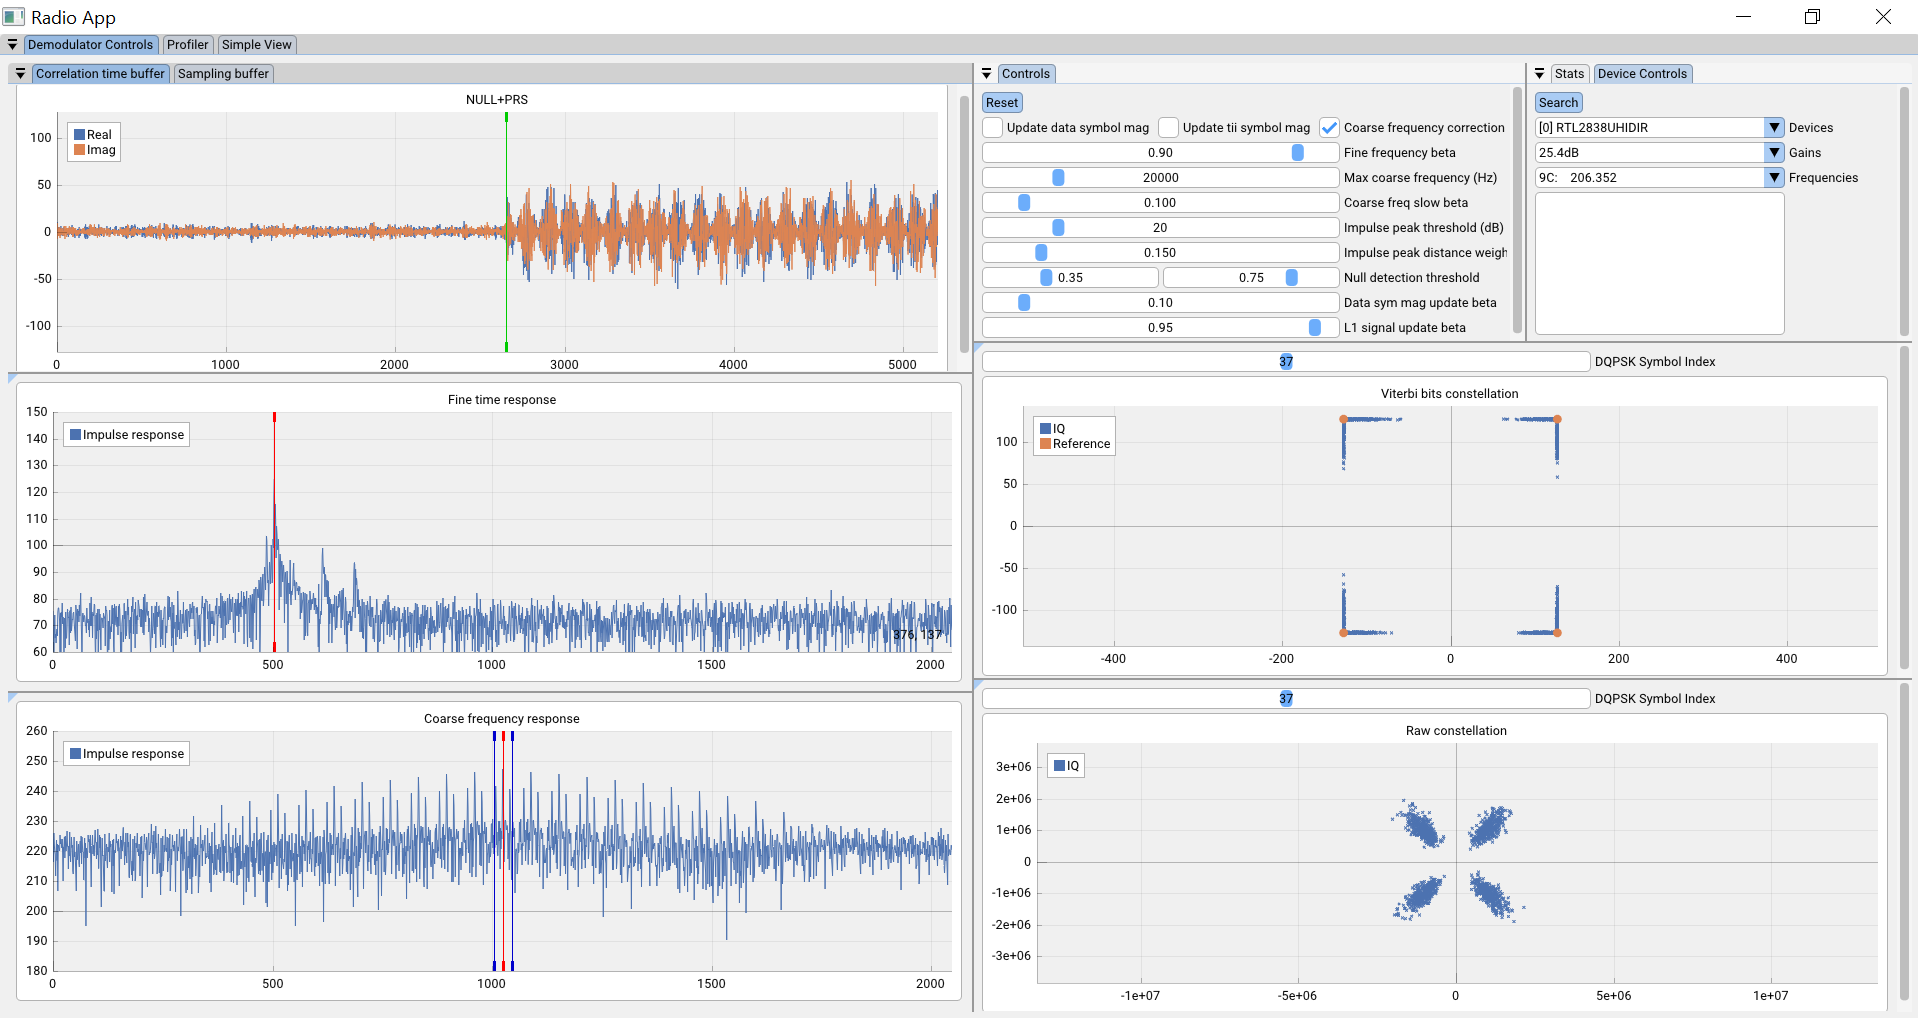 Radio App
Demodulator Controls Profiler Simple View
Correlation time buffer Sampling buffer
NULL+PRS
Real
Imag
100
50
0
-50
-100
0 1000 2000 3000 4000 5000
Fine time response
Impulse response
150
140
130
120
110
100
90
80
70
60
376, 137
0 500 1000 1500 2000
Coarse frequency response
Impulse response
260
250
240
230
220
210
200
190
180
0 500 1000 1500 2000
Controls
Reset
Update data symbol mag Update tii symbol mag Coarse frequency correction
0.90 Fine frequency beta
20000 Max coarse frequency (Hz)
0.100 Coarse freq slow beta
20 Impulse peak threshold (dB)
0.150 Impulse peak distance weigh
0.35 0.75 Null detection threshold
0.10 Data sym mag update beta
0.95 L1 signal update beta
Stats Device Controls
Search
[0] RTL2838UHIDIR Devices
25.4dB Gains
9C: 206.352 Frequencies
37 DQPSK Symbol Index
Viterbi bits constellation
IQ
Reference
100
50
0
-50
-100
-400 -200 0 200 400
37 DQPSK Symbol Index
Raw constellation
IQ
3e+06
2e+06
1e+06
0
-1e+06
-2e+06
-3e+06
-1e+07 -5e+06 0 5e+06 1e+07